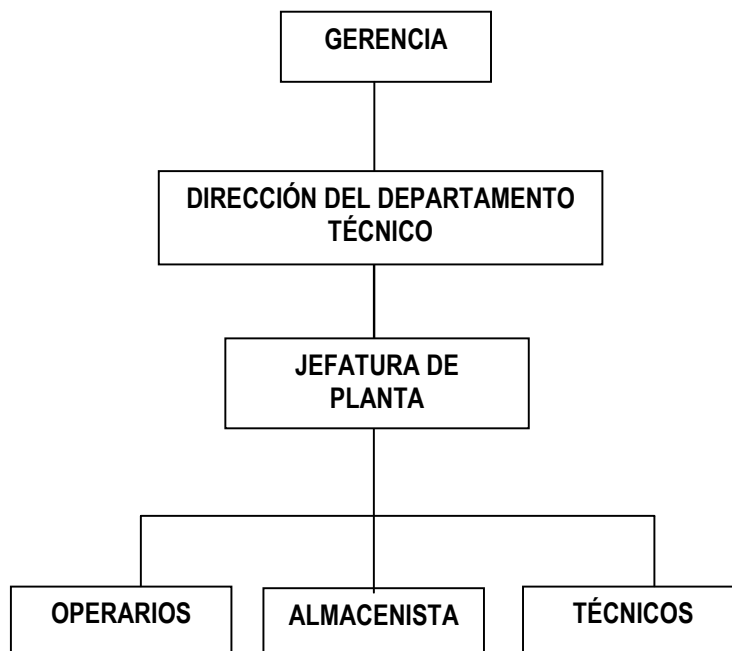 GERENCIA
DIRECCIÓN DEL DEPARTAMENTO
TÉCNICO
JEFATURA DE
PLANTA
OPERARIOS
ALMACENISTA
TÉCNICOS